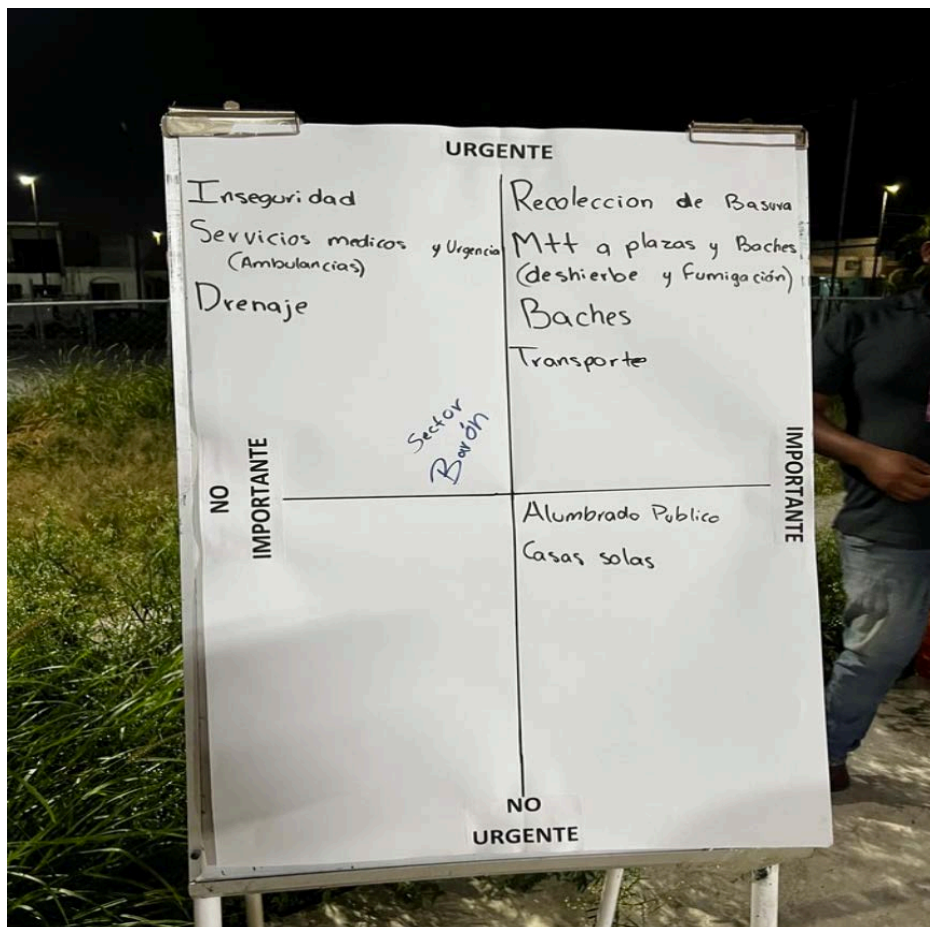 URGENTE
Inseguridad
Servicios medicos y Urgencia
(Ambulancias)
Drenaje
Recoleccion de Basura
Mtt a plazas y Baches
(deshierbe y Fumigación)
Baches
Transporte
Sector
Barón
NO
IMPORTANTE
IMPORTANTE
Alumbrado Publico
Casas solas
NO
URGENTE